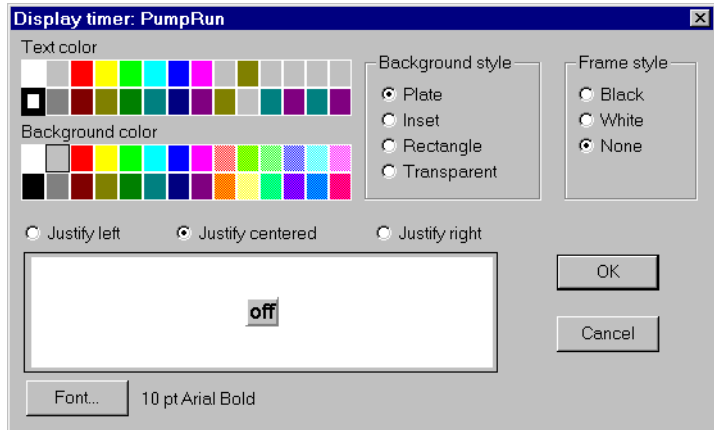 Display timer: PumpRun
Text color
Background style
Frame style
Plate
Black
Inset
White
Background color
Rectangle
None
Transparent
Justify left
Justify centered
Justify right
OK
off
Cancel
Font...
10 pt Arial Bold